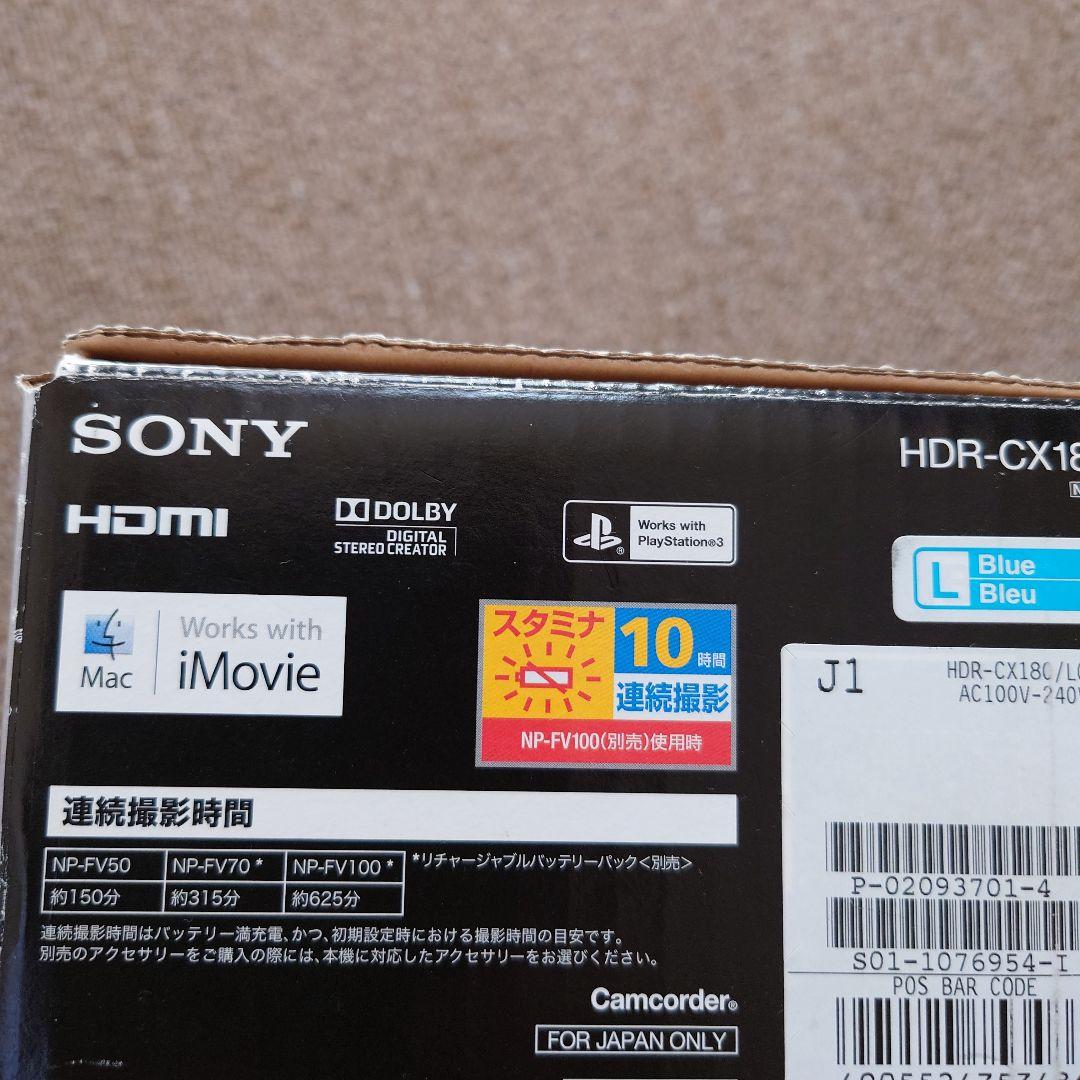 SONY
HDR-CX18
HDMI
DOLBY
DIGITAL
STEREO CREATOR
Works with
PlayStation®3
L
Blue
Bleu
Mac
Works with
iMovie
スタミナ
10時間
連続撮影
NP-FV100(別売)使用時
J1
HDR-CX180/L
AC100V-240V
連続撮影時間
NP-FV50 NP-FV70* NP-FV100* *リチャージャブルバッテリーパック<別売>
約150分 約315分 約625分
連続撮影時間はバッテリー満充電、かつ、初期設定時における撮影時間の目安です。
別売のアクセサリーをご購入の際には、本機に対応したアクセサリーをお選びください。
P-02093701-4
S01-1076954-I
POS BAR CODE
Camcorder®
FOR JAPAN ONLY